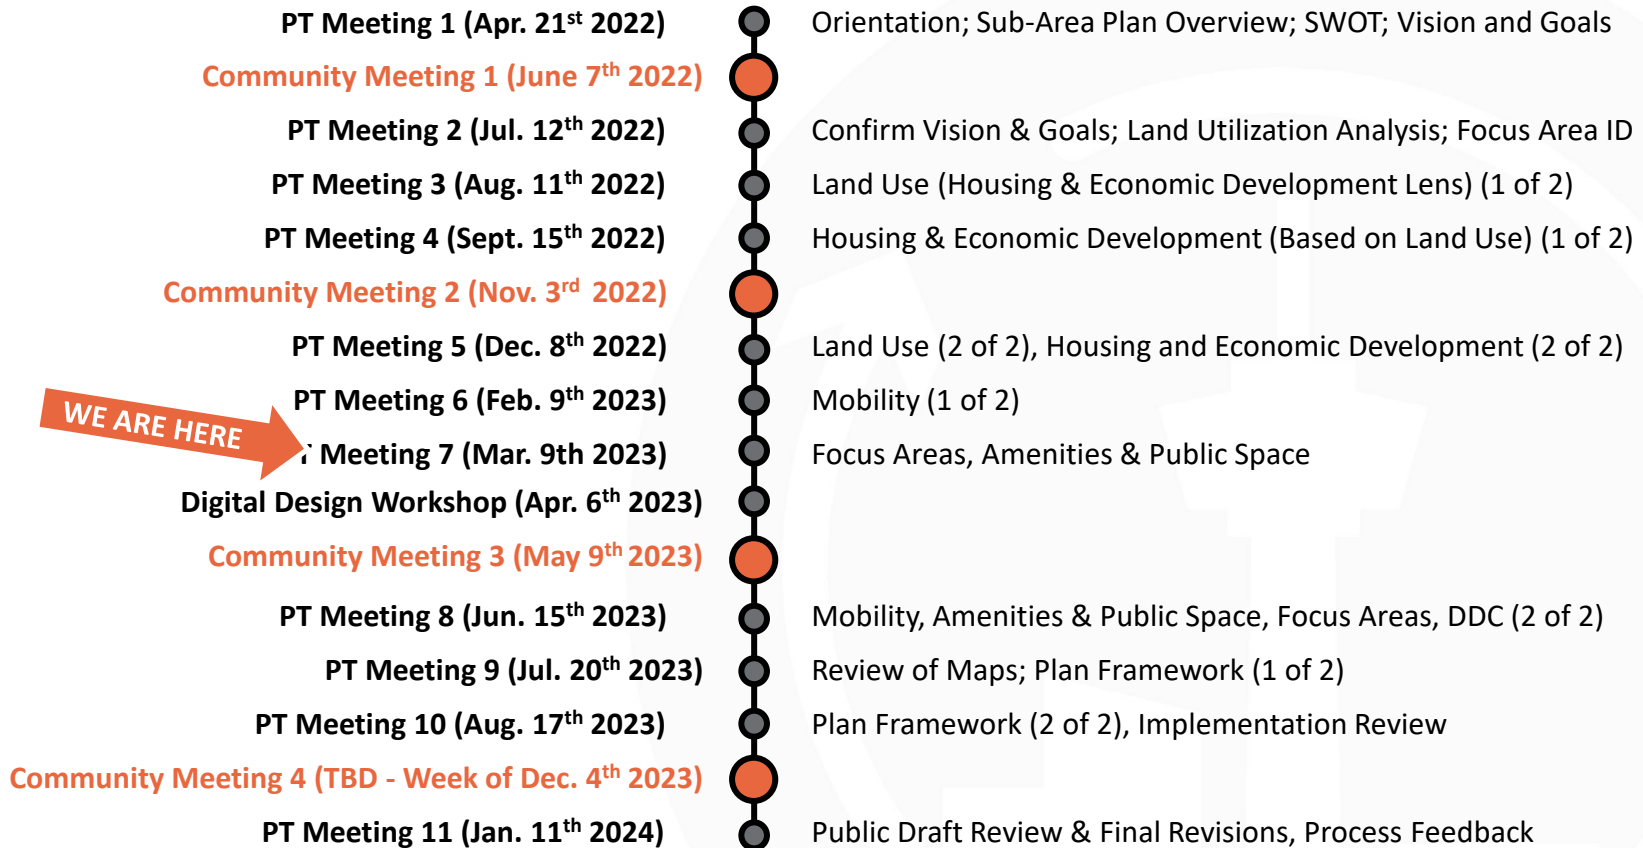 PT Meeting 1 (Apr. 21st 2022) Orientation; Sub-Area Plan Overview; SWOT; Vision and Goals
Community Meeting 1 (June 7th 2022)
PT Meeting 2 (Jul. 12th 2022) Confirm Vision & Goals; Land Utilization Analysis; Focus Area ID
PT Meeting 3 (Aug. 11th 2022) Land Use (Housing & Economic Development Lens) (1 of 2)
PT Meeting 4 (Sept. 15th 2022) Housing & Economic Development (Based on Land Use) (1 of 2)
Community Meeting 2 (Nov. 3rd 2022)
PT Meeting 5 (Dec. 8th 2022) Land Use (2 of 2), Housing and Economic Development (2 of 2)
PT Meeting 6 (Feb. 9th 2023) Mobility (1 of 2)
WE ARE HERE
T Meeting 7 (Mar. 9th 2023) Focus Areas, Amenities & Public Space
Digital Design Workshop (Apr. 6th 2023)
Community Meeting 3 (May 9th 2023)
PT Meeting 8 (Jun. 15th 2023) Mobility, Amenities & Public Space, Focus Areas, DDC (2 of 2)
PT Meeting 9 (Jul. 20th 2023) Review of Maps; Plan Framework (1 of 2)
PT Meeting 10 (Aug. 17th 2023) Plan Framework (2 of 2), Implementation Review
Community Meeting 4 (TBD - Week of Dec. 4th 2023)
PT Meeting 11 (Jan. 11th 2024) Public Draft Review & Final Revisions, Process Feedback